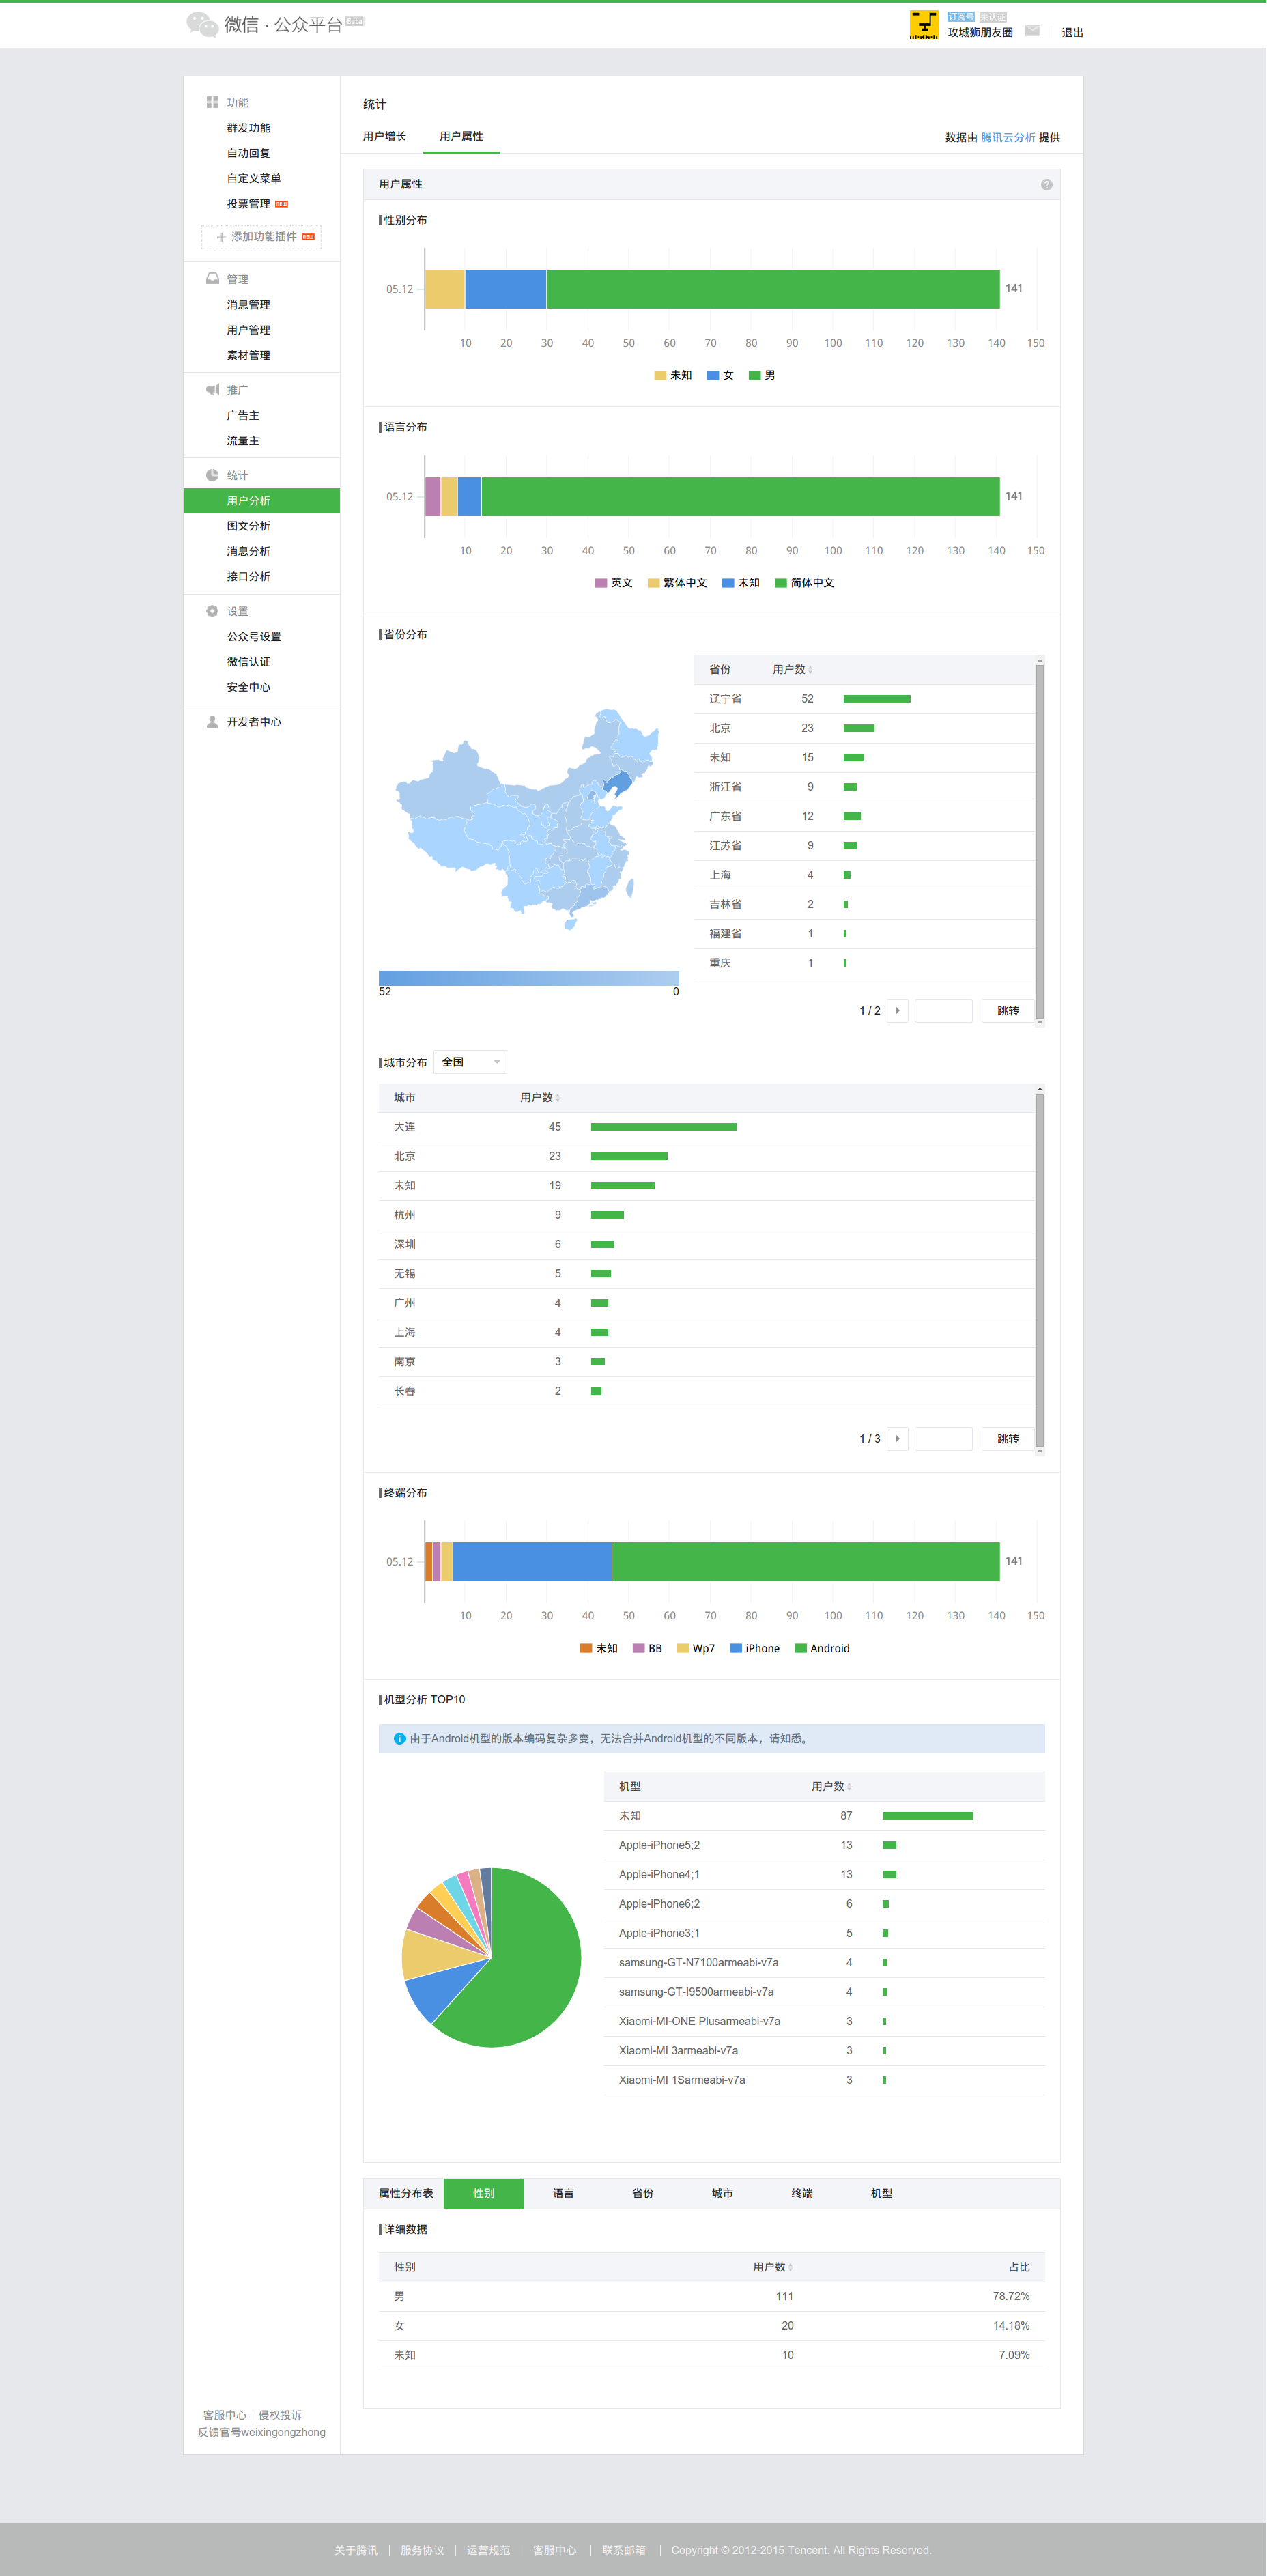 微信·公众平台 Beta
订阅号 未认证
攻城狮朋友圈
退出
功能
群发功能
自动回复
自定义菜单
投票管理 NEW
添加功能插件 NEW
管理
消息管理
用户管理
素材管理
推广
广告主
流量主
统计
用户分析
图文分析
消息分析
接口分析
设置
公众号设置
微信认证
安全中心
开发者中心
客服中心 侵权投诉
反馈官号weixingongzhong
统计
用户增长 用户属性
数据由 腾讯云分析 提供
用户属性 ?
性别分布
05.12 141
10 20 30 40 50 60 70 80 90 100 110 120 130 140 150
未知 女 男
语言分布
05.12 141
10 20 30 40 50 60 70 80 90 100 110 120 130 140 150
英文 繁体中文 未知 简体中文
省份分布
52 0
省份 用户数
辽宁省 52
北京 23
未知 15
浙江省 9
广东省 12
江苏省 9
上海 4
吉林省 2
福建省 1
重庆 1
1 / 2 跳转
城市分布 全国
城市 用户数
大连 45
北京 23
未知 19
杭州 9
深圳 6
无锡 5
广州 4
上海 4
南京 3
长春 2
1 / 3 跳转
终端分布
05.12 141
10 20 30 40 50 60 70 80 90 100 110 120 130 140 150
未知 BB Wp7 iPhone Android
机型分析 TOP10
由于Android机型的版本编码复杂多变，无法合并Android机型的不同版本，请知悉。
机型 用户数
未知 87
Apple-iPhone5;2 13
Apple-iPhone4;1 13
Apple-iPhone6;2 6
Apple-iPhone3;1 5
samsung-GT-N7100armeabi-v7a 4
samsung-GT-I9500armeabi-v7a 4
Xiaomi-MI-ONE Plusarmeabi-v7a 3
Xiaomi-MI 3armeabi-v7a 3
Xiaomi-MI 1Sarmeabi-v7a 3
属性分布表 性别 语言 省份 城市 终端 机型
详细数据
性别 用户数 占比
男 111 78.72%
女 20 14.18%
未知 10 7.09%
关于腾讯 | 服务协议 | 运营规范 | 客服中心 | 联系邮箱 | Copyright © 2012-2015 Tencent. All Rights Reserved.